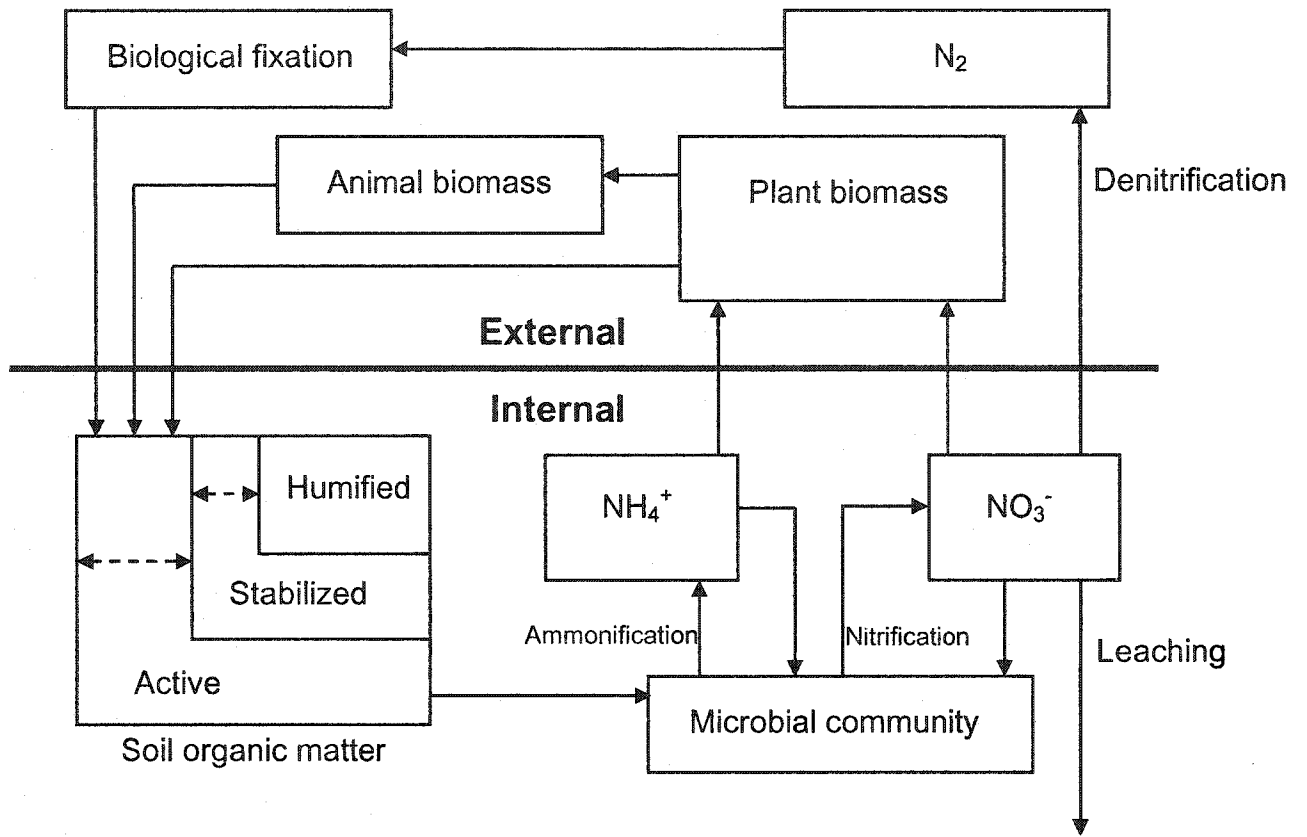 Biological fixation
N₂
Animal biomass
Plant biomass
Denitrification
External
Internal
Humified
NH₄⁺
NO₃⁻
Stabilized
Ammonification
Nitrification
Leaching
Active
Microbial community
Soil organic matter